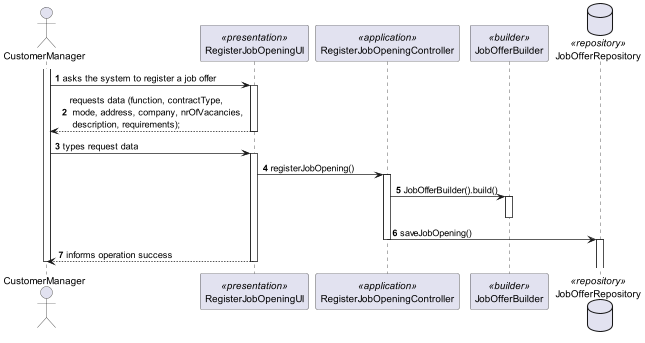 CustomerManager
«presentation»
RegisterJobOpeningUI
«application»
RegisterJobOpeningController
«builder»
JobOfferBuilder
«repository»
JobOfferRepository
1 asks the system to register a job offer
requests data (function, contractType,
2 mode, address, company, nrOfVacancies,
description, requirements);
3 types request data
4 registerJobOpening()
5 JobOfferBuilder().build()
6 saveJobOpening()
7 informs operation success
CustomerManager
«presentation»
RegisterJobOpeningUI
«application»
RegisterJobOpeningController
«builder»
JobOfferBuilder
«repository»
JobOfferRepository